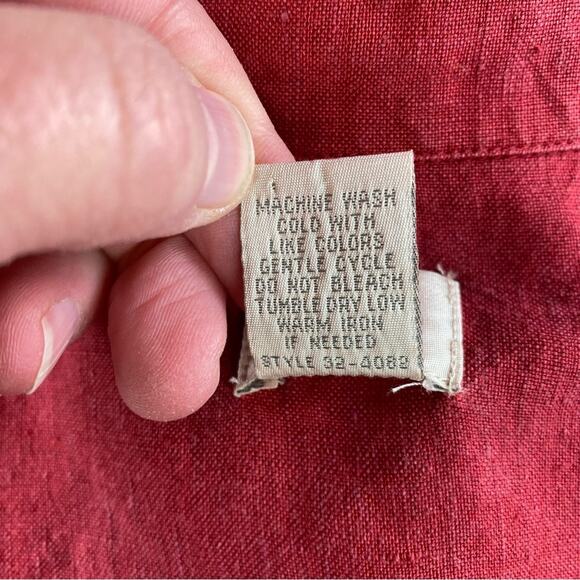 MACHINE WASH
COLD WITH
LIKE COLORS
GENTLE CYCLE
DO NOT BLEACH
TUMBLE DRY LOW
WARM IRON
IF NEEDED
STYLE 32-4082